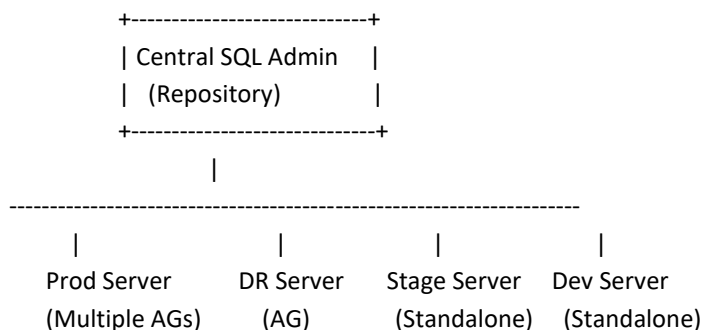 +-----------------------------+
| Central SQL Admin |
| (Repository) |
+------------------------------+
|
-----------------------------------------------------------------------
| | | |
Prod Server DR Server Stage Server Dev Server
(Multiple AGs) (AG) (Standalone) (Standalone)